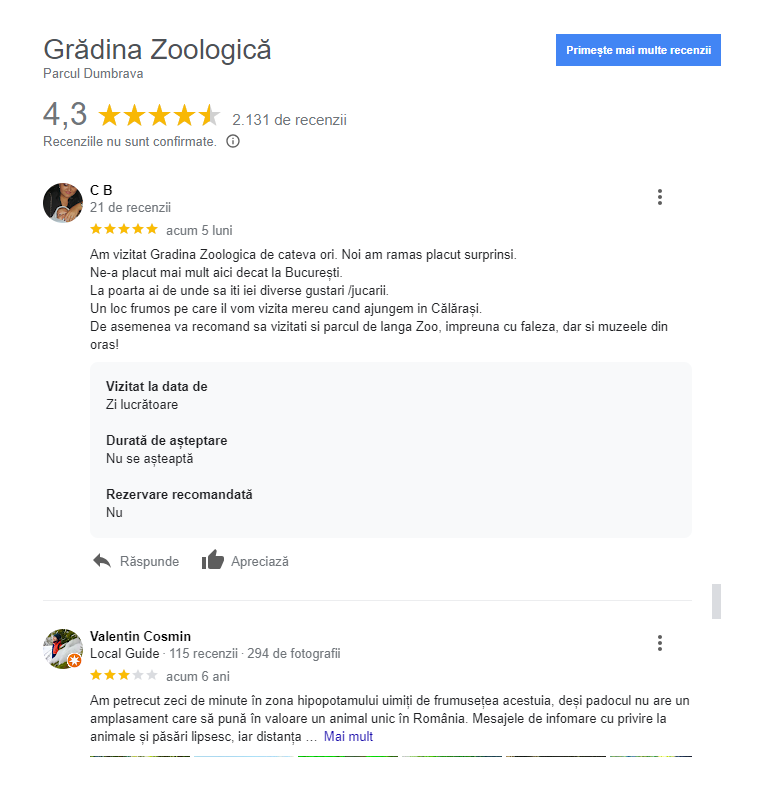 Grădina Zoologică
Primește mai multe recenzii
Parcul Dumbrava
4,3 2.131 de recenzii
Recenziile nu sunt confirmate.
C B
21 de recenzii
acum 5 luni
Am vizitat Gradina Zoologica de cateva ori. Noi am ramas placut surprinsi.
Ne-a placut mai mult aici decat la București.
La poarta ai de unde sa iti iei diverse gustari /jucarii.
Un loc frumos pe care il vom vizita mereu cand ajungem in Călărași.
De asemenea va recomand sa vizitati si parcul de langa Zoo, impreuna cu faleza, dar si muzeele din
oras!
Vizitat la data de
Zi lucrătoare
Durată de așteptare
Nu se așteaptă
Rezervare recomandată
Nu
Răspunde Apreciază
Valentin Cosmin
Local Guide · 115 recenzii · 294 de fotografii
acum 6 ani
Am petrecut zeci de minute în zona hipopotamului uimiți de frumusețea acestuia, deși padocul nu are un
amplasament care să pună în valoare un animal unic în România. Mesajele de infomare cu privire la
animale și păsări lipsesc, iar distanța … Mai mult